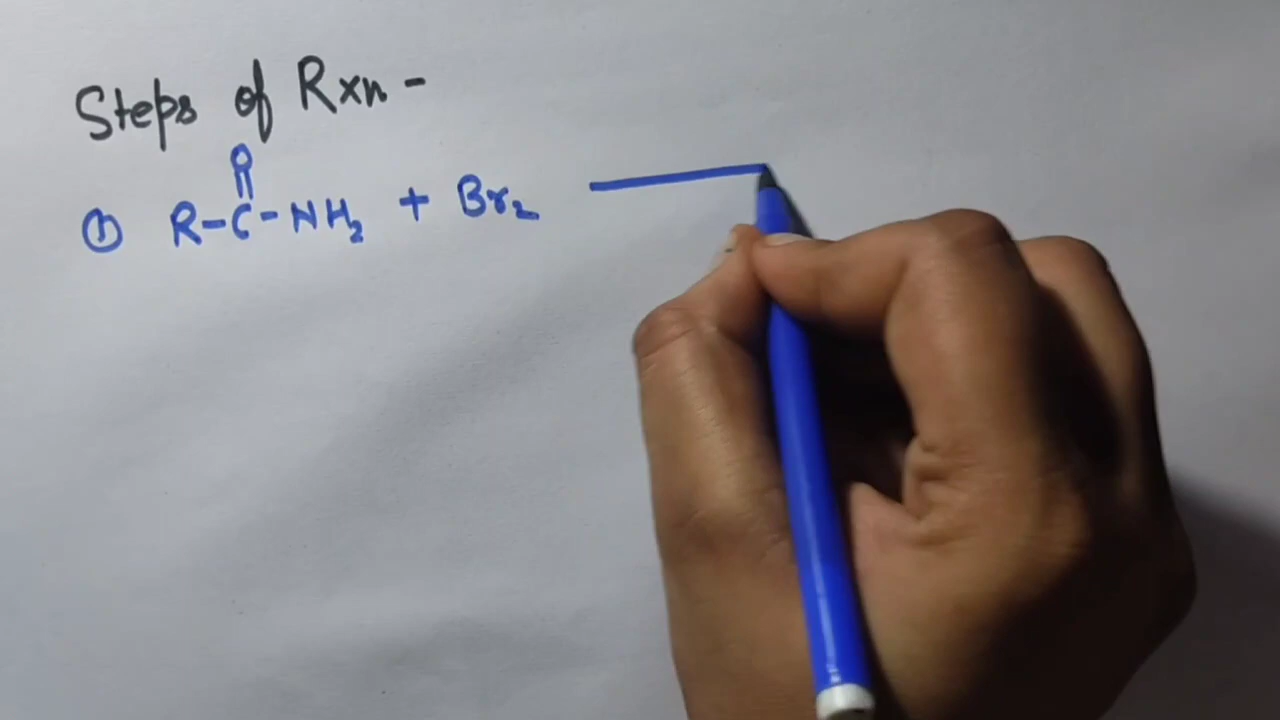 Steps of Rxn -
O
① R-C-NH₂ + Br₂